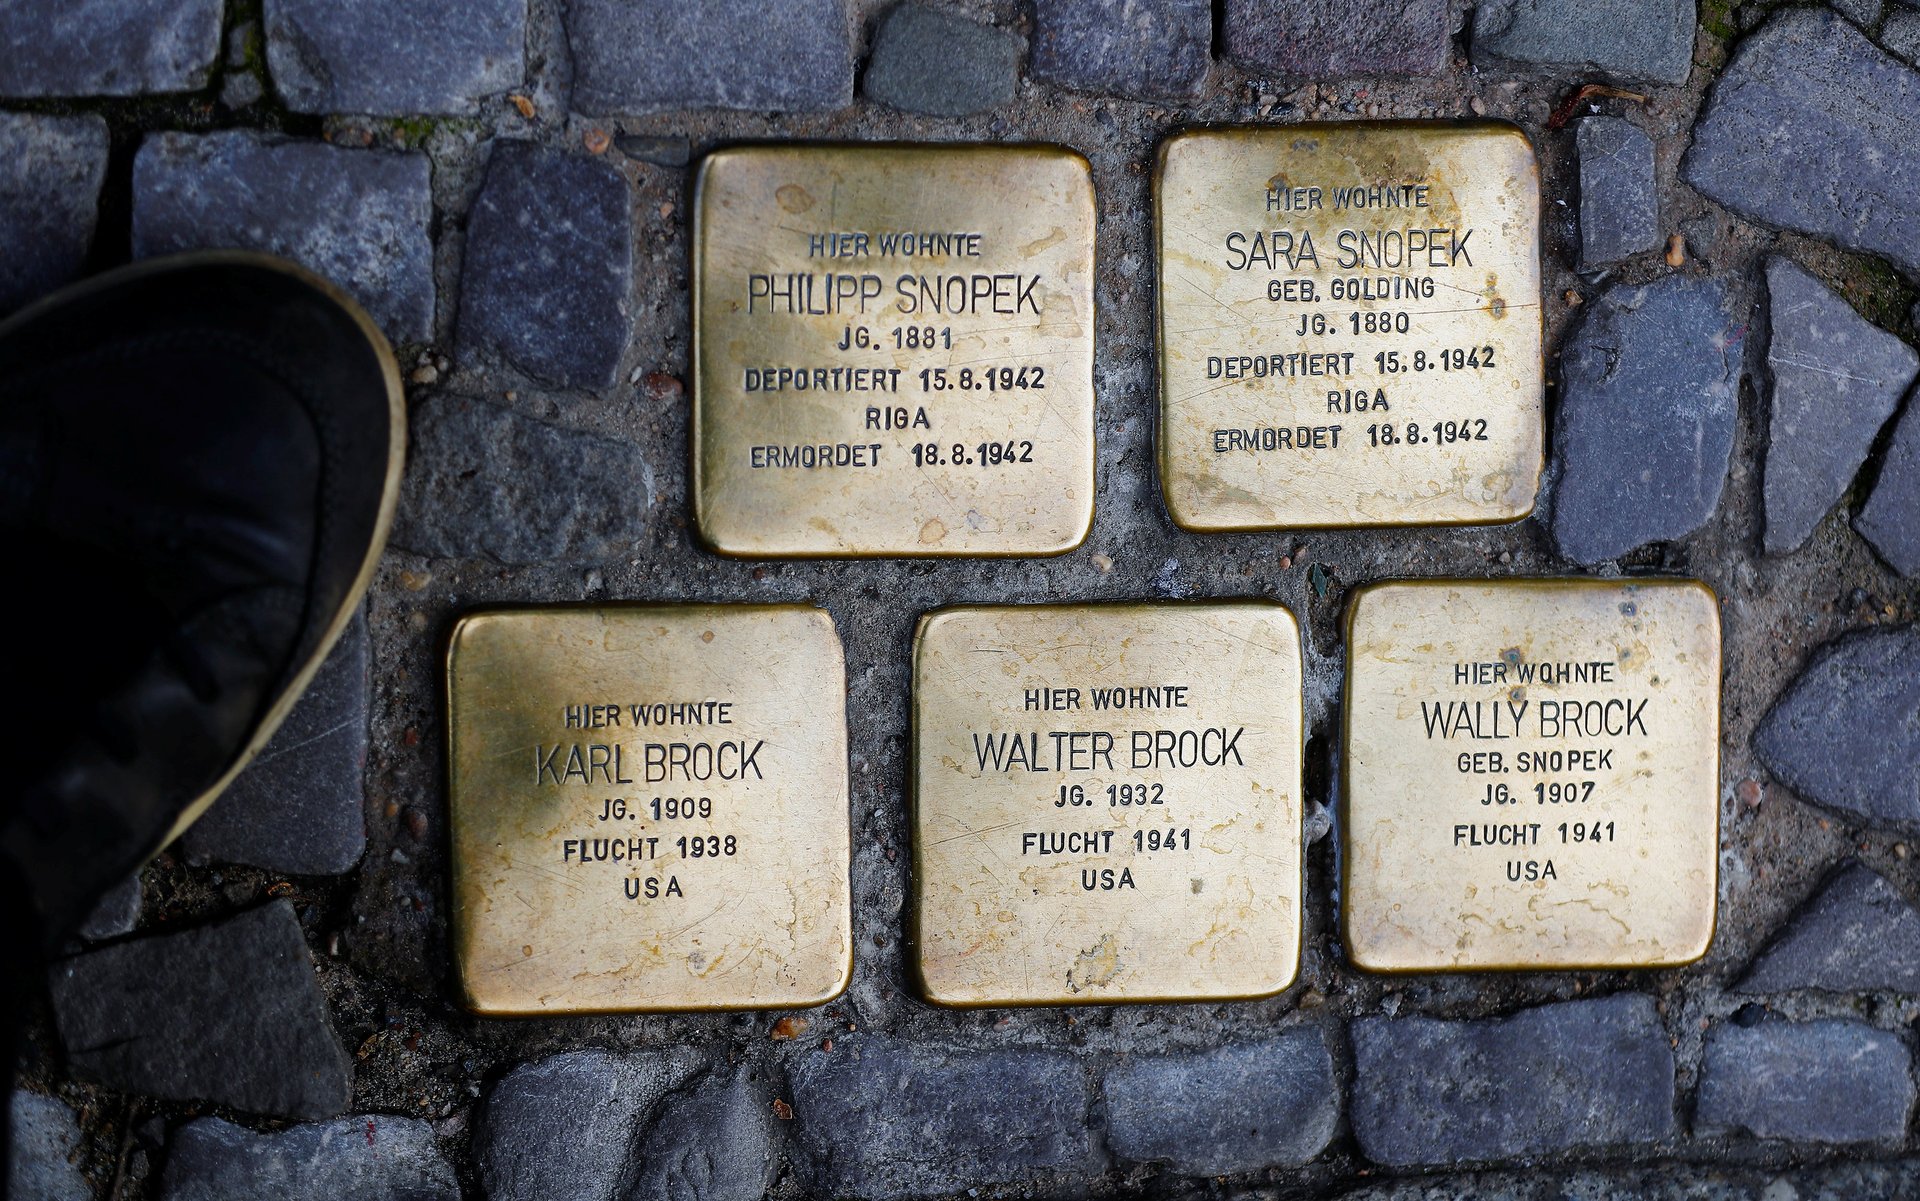 HIER WOHNTE
PHILIPP SNOPEK
JG. 1881
DEPORTIERT 15.8.1942
RIGA
ERMORDET 18.8.1942
HIER WOHNTE
SARA SNOPEK
GEB. GOLDING
JG. 1880
DEPORTIERT 15.8.1942
RIGA
ERMORDET 18.8.1942
HIER WOHNTE
KARL BROCK
JG. 1909
FLUCHT 1938
USA
HIER WOHNTE
WALTER BROCK
JG. 1932
FLUCHT 1941
USA
HIER WOHNTE
WALLY BROCK
GEB. SNOPEK
JG. 1907
FLUCHT 1941
USA